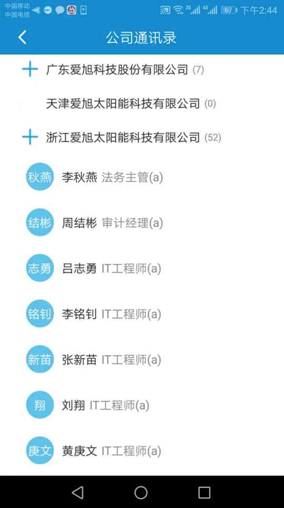 中国移动
中国电信
下午2:44
公司通讯录
广东爱旭科技股份有限公司 (7)
天津爱旭太阳能科技有限公司 (0)
浙江爱旭太阳能科技有限公司 (52)
秋燕 李秋燕 法务主管(a)
结彬 周结彬 审计经理(a)
志勇 吕志勇 IT工程师(a)
铭钊 李铭钊 IT工程师(a)
新苗 张新苗 IT工程师(a)
翔 刘翔 IT工程师(a)
庚文 黄庚文 IT工程师(a)